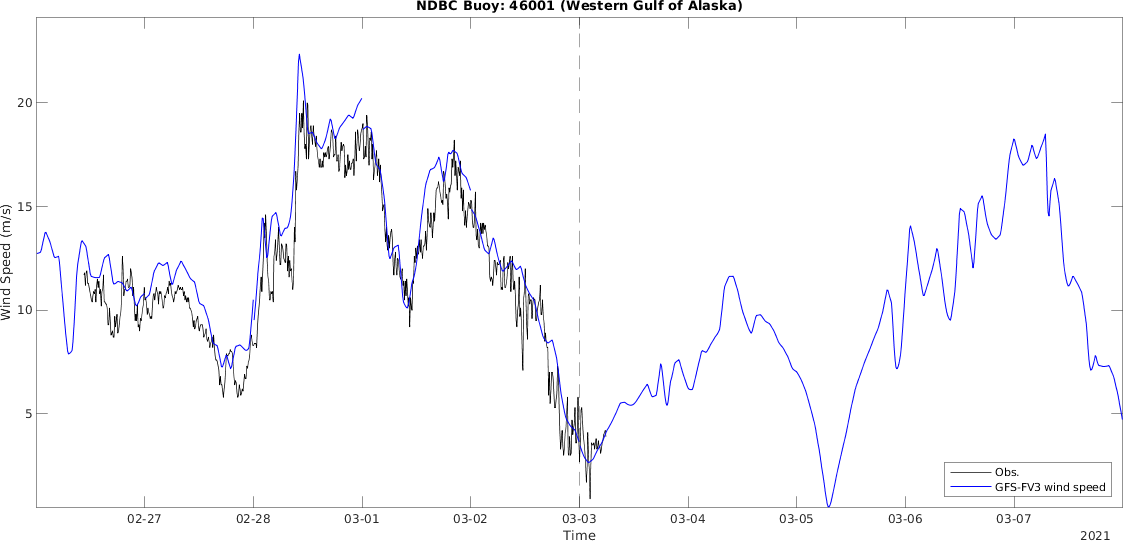 NDBC Buoy: 46001 (Western Gulf of Alaska)
20
15
10
5
Wind Speed (m/s)
02-27 02-28 03-01 03-02 03-03 03-04 03-05 03-06 03-07
Time
2021
Obs.
GFS-FV3 wind speed